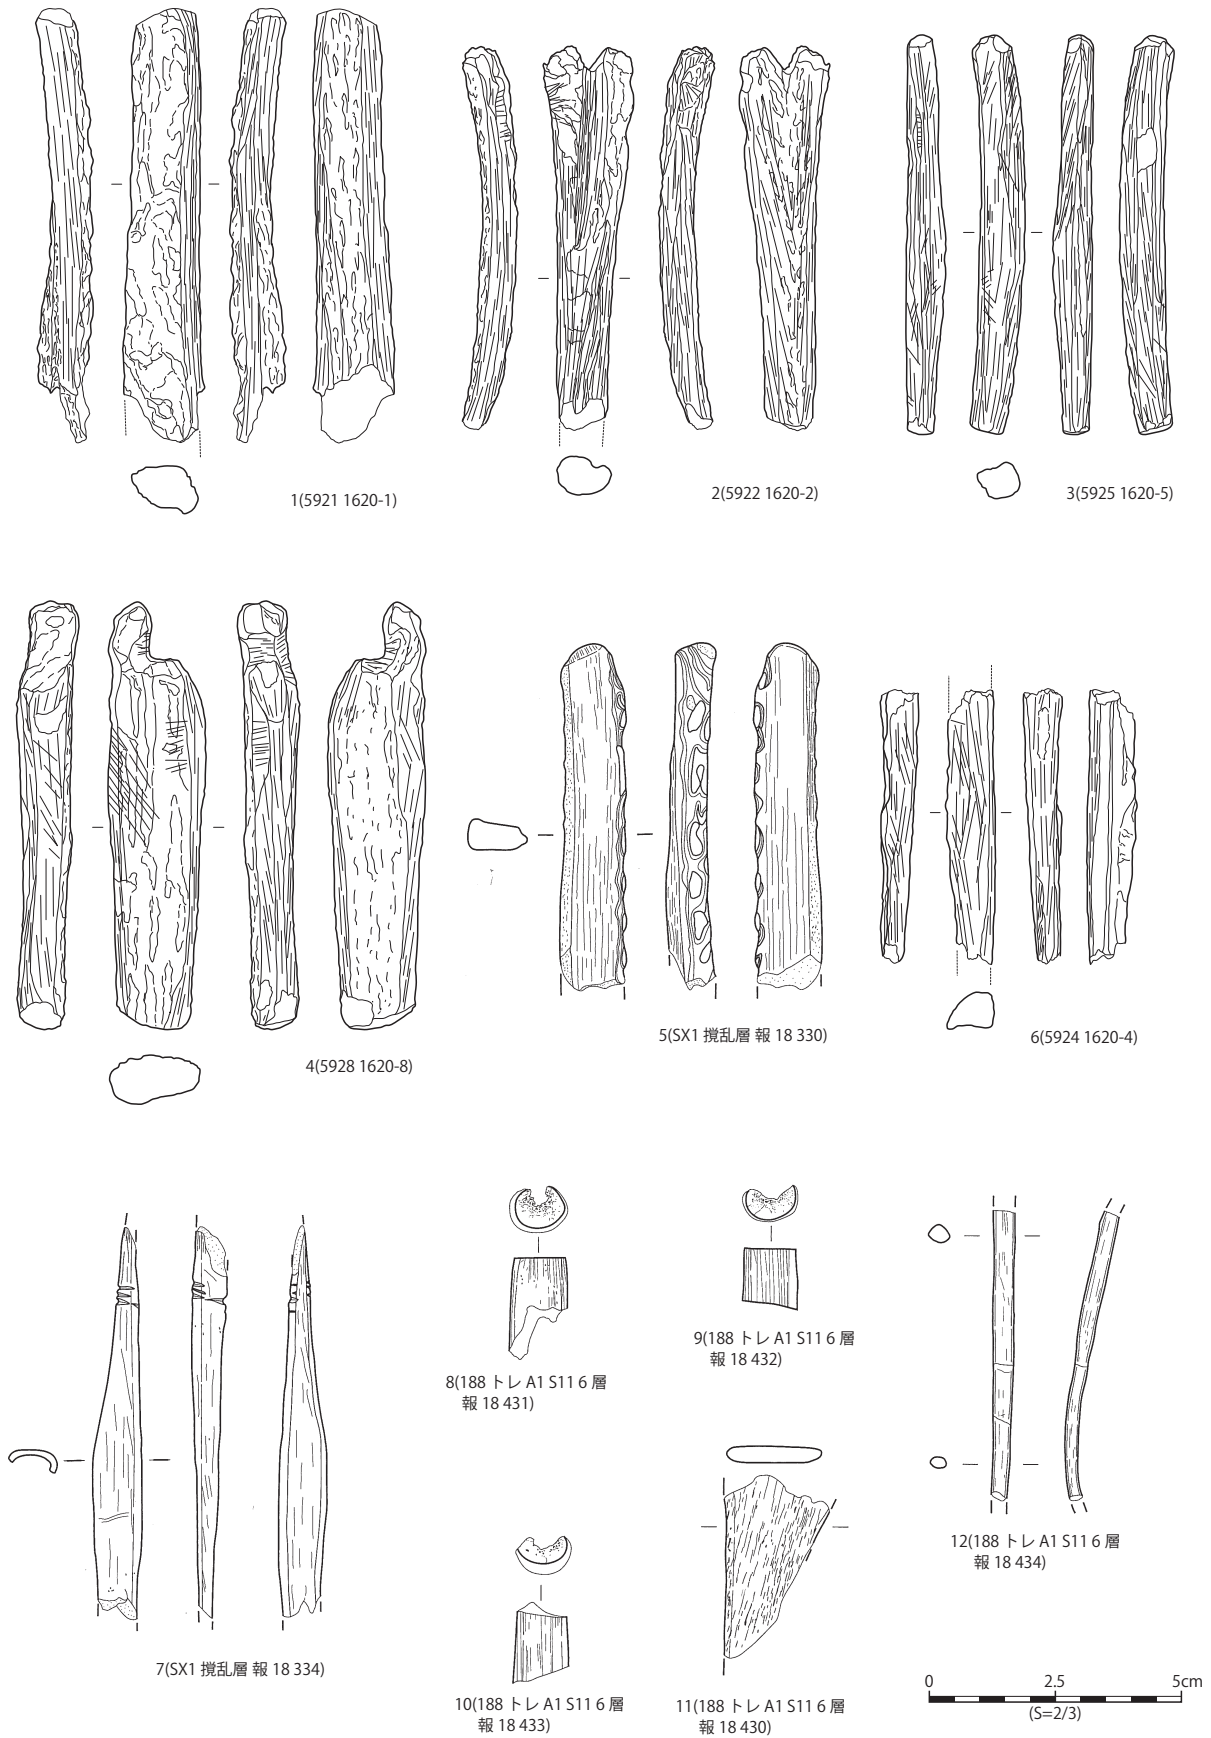 1(5921 1620-1)
2(5922 1620-2)
3(5925 1620-5)
4(5928 1620-8)
5(SX1 撹乱層 報 18 330)
6(5924 1620-4)
7(SX1 撹乱層 報 18 334)
8(188 トレ A1 S11 6 層
報 18 431)
9(188 トレ A1 S11 6 層
報 18 432)
10(188 トレ A1 S11 6 層
報 18 433)
11(188 トレ A1 S11 6 層
報 18 430)
12(188 トレ A1 S11 6 層
報 18 434)
0 2.5 5cm
(S=2/3)